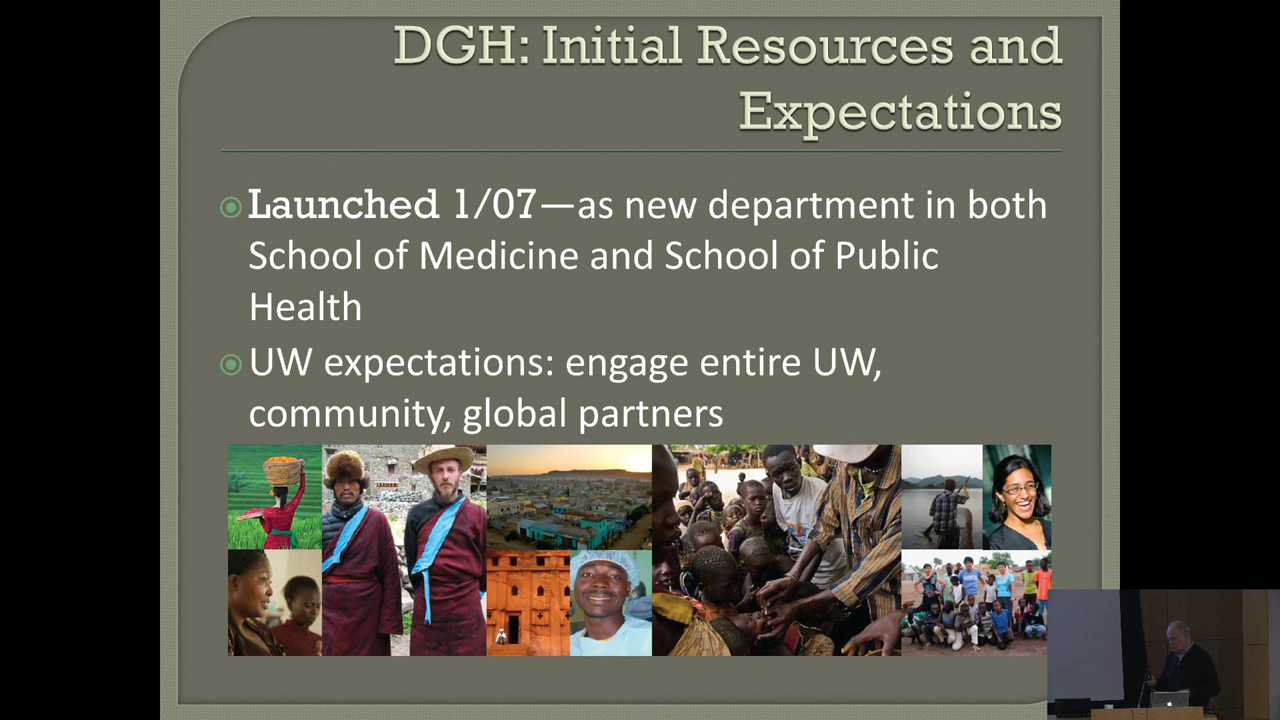 DGH: Initial Resources and
Expectations
Launched 1/07—as new department in both
School of Medicine and School of Public
Health
UW expectations: engage entire UW,
community, global partners